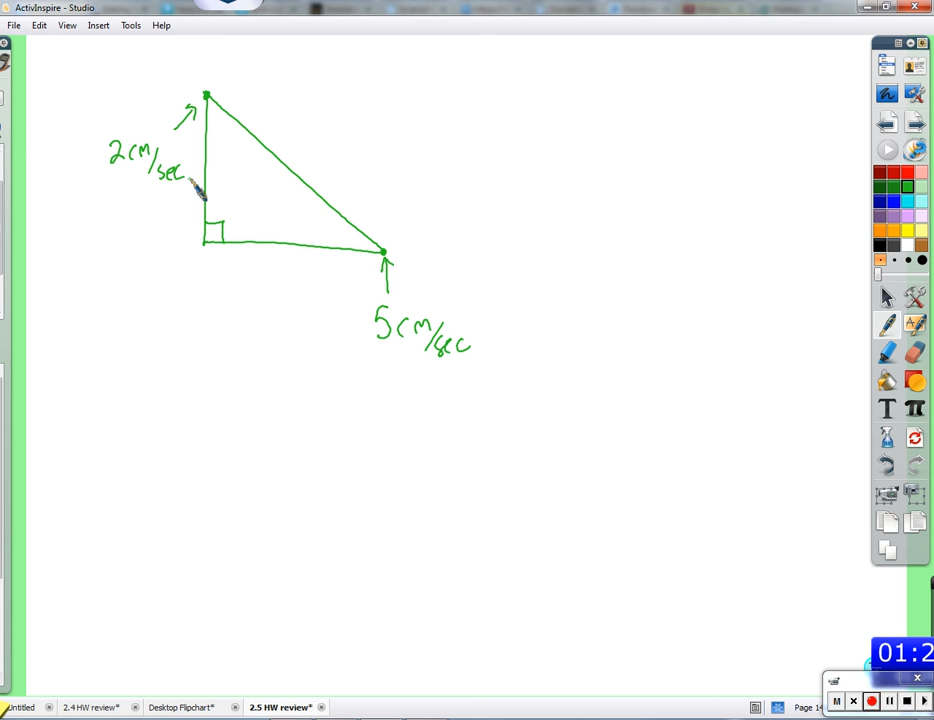 ActivInspire - Studio
File Edit View Insert Tools Help
2cm/sec
5cm/sec
01:2
Untitled
2.4 HW review*
Desktop Flipchart*
2.5 HW review*
Page 14
M